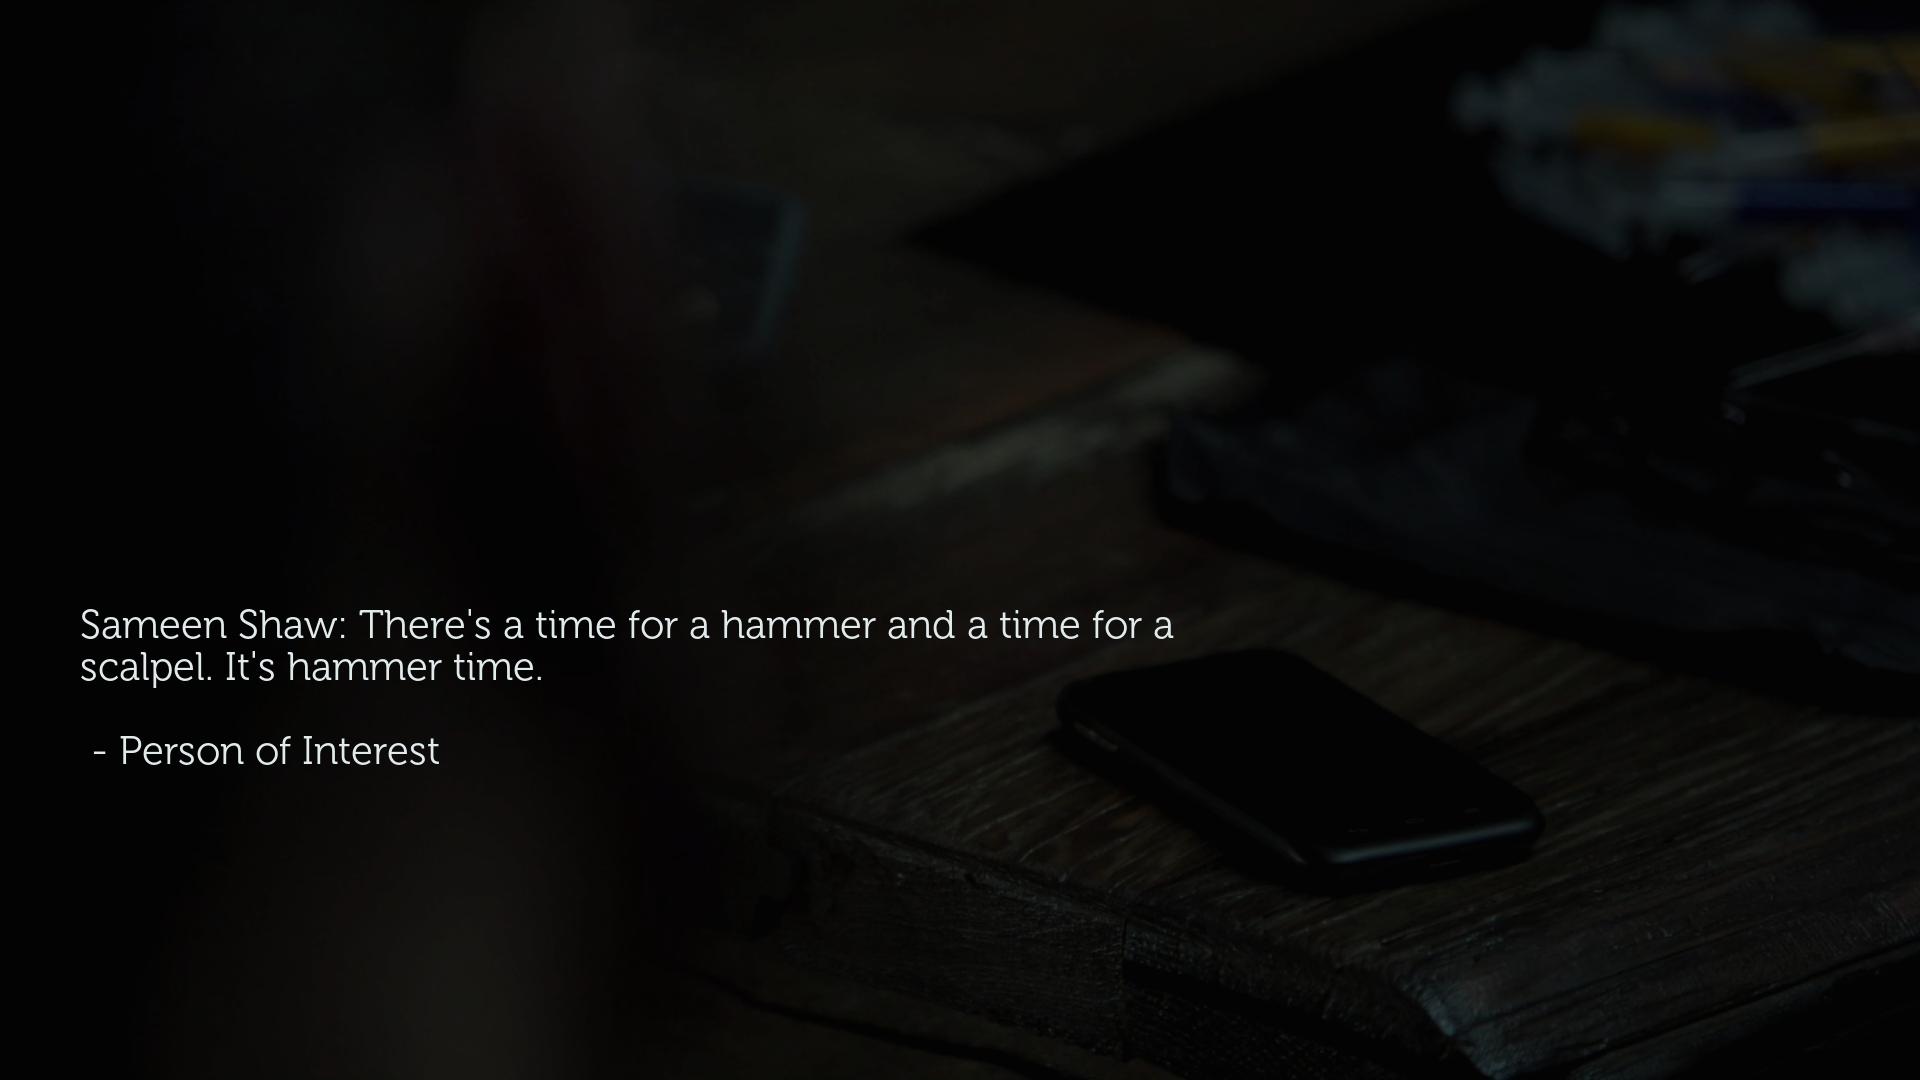 Sameen Shaw: There's a time for a hammer and a time for a
scalpel. It's hammer time.
- Person of Interest